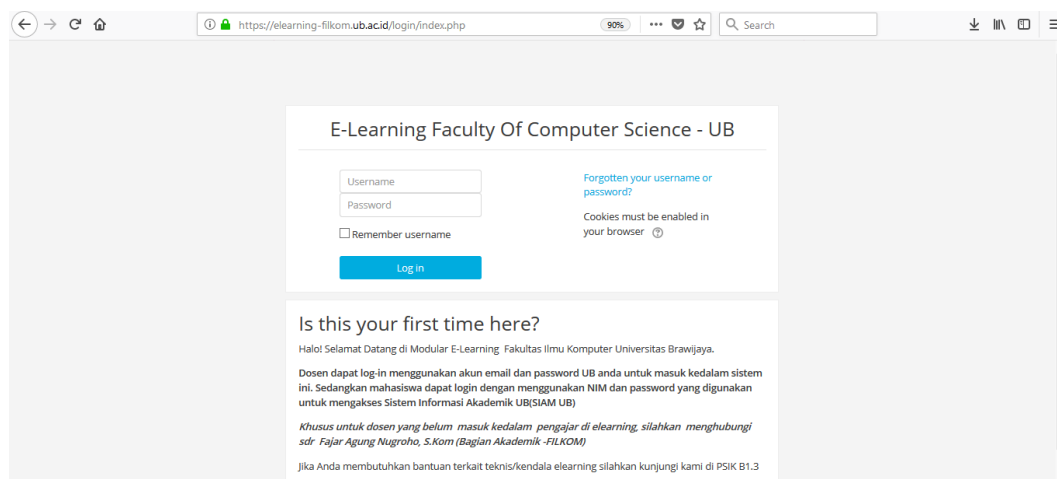 https://elearning-filkom.ub.ac.id/login/index.php
90%
Search
E-Learning Faculty Of Computer Science - UB
Username
Password
Remember username
Log in
Forgotten your username or
password?
Cookies must be enabled in
your browser
Is this your first time here?
Halo! Selamat Datang di Modular E-Learning Fakultas Ilmu Komputer Universitas Brawijaya.
Dosen dapat log-in menggunakan akun email dan password UB anda untuk masuk kedalam sistem
ini. Sedangkan mahasiswa dapat login dengan menggunakan NIM dan password yang digunakan
untuk mengakses Sistem Informasi Akademik UB(SIAM UB)
Khusus untuk dosen yang belum masuk kedalam pengajar di elearning, silahkan menghubungi
sdr Fajar Agung Nugroho, S.Kom (Bagian Akademik -FILKOM)
Jika Anda membutuhkan bantuan terkait teknis/kendala elearning silahkan kunjungi kami di PSIK B1.3